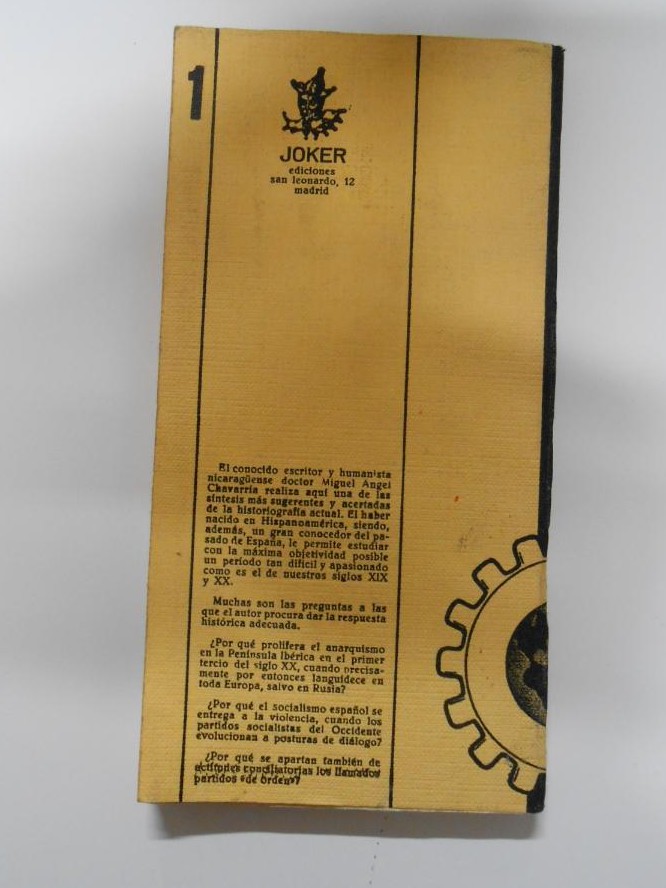 1
JOKER
ediciones
san leonardo, 12
madrid
El conocido escritor y humanista
nicaragüense doctor Miguel Angel
Chavarría realiza aquí una de las
síntesis más sugerentes y acertadas
de la historiografía actual. El haber
nacido en Hispanoamérica, siendo,
además, un gran conocedor del pa-
sado de España, le permite estudiar
con la máxima objetividad posible
un período tan difícil y apasionado
como es el de nuestros siglos XIX
y XX.
Muchas son las preguntas a las
que el autor procura dar la respuesta
histórica adecuada.
¿Por qué prolifera el anarquismo
en la Península Ibérica en el primer
tercio del siglo XX, cuando precisa-
mente por entonces languidece en
toda Europa, salvo en Rusia?
¿Por qué el socialismo español se
entrega a la violencia, cuando los
partidos socialistas del Occidente
evolucionan a posturas de diálogo?
¿Por qué se apartan también de
actitudes conciliatorias los llamados
partidos «de orden»?